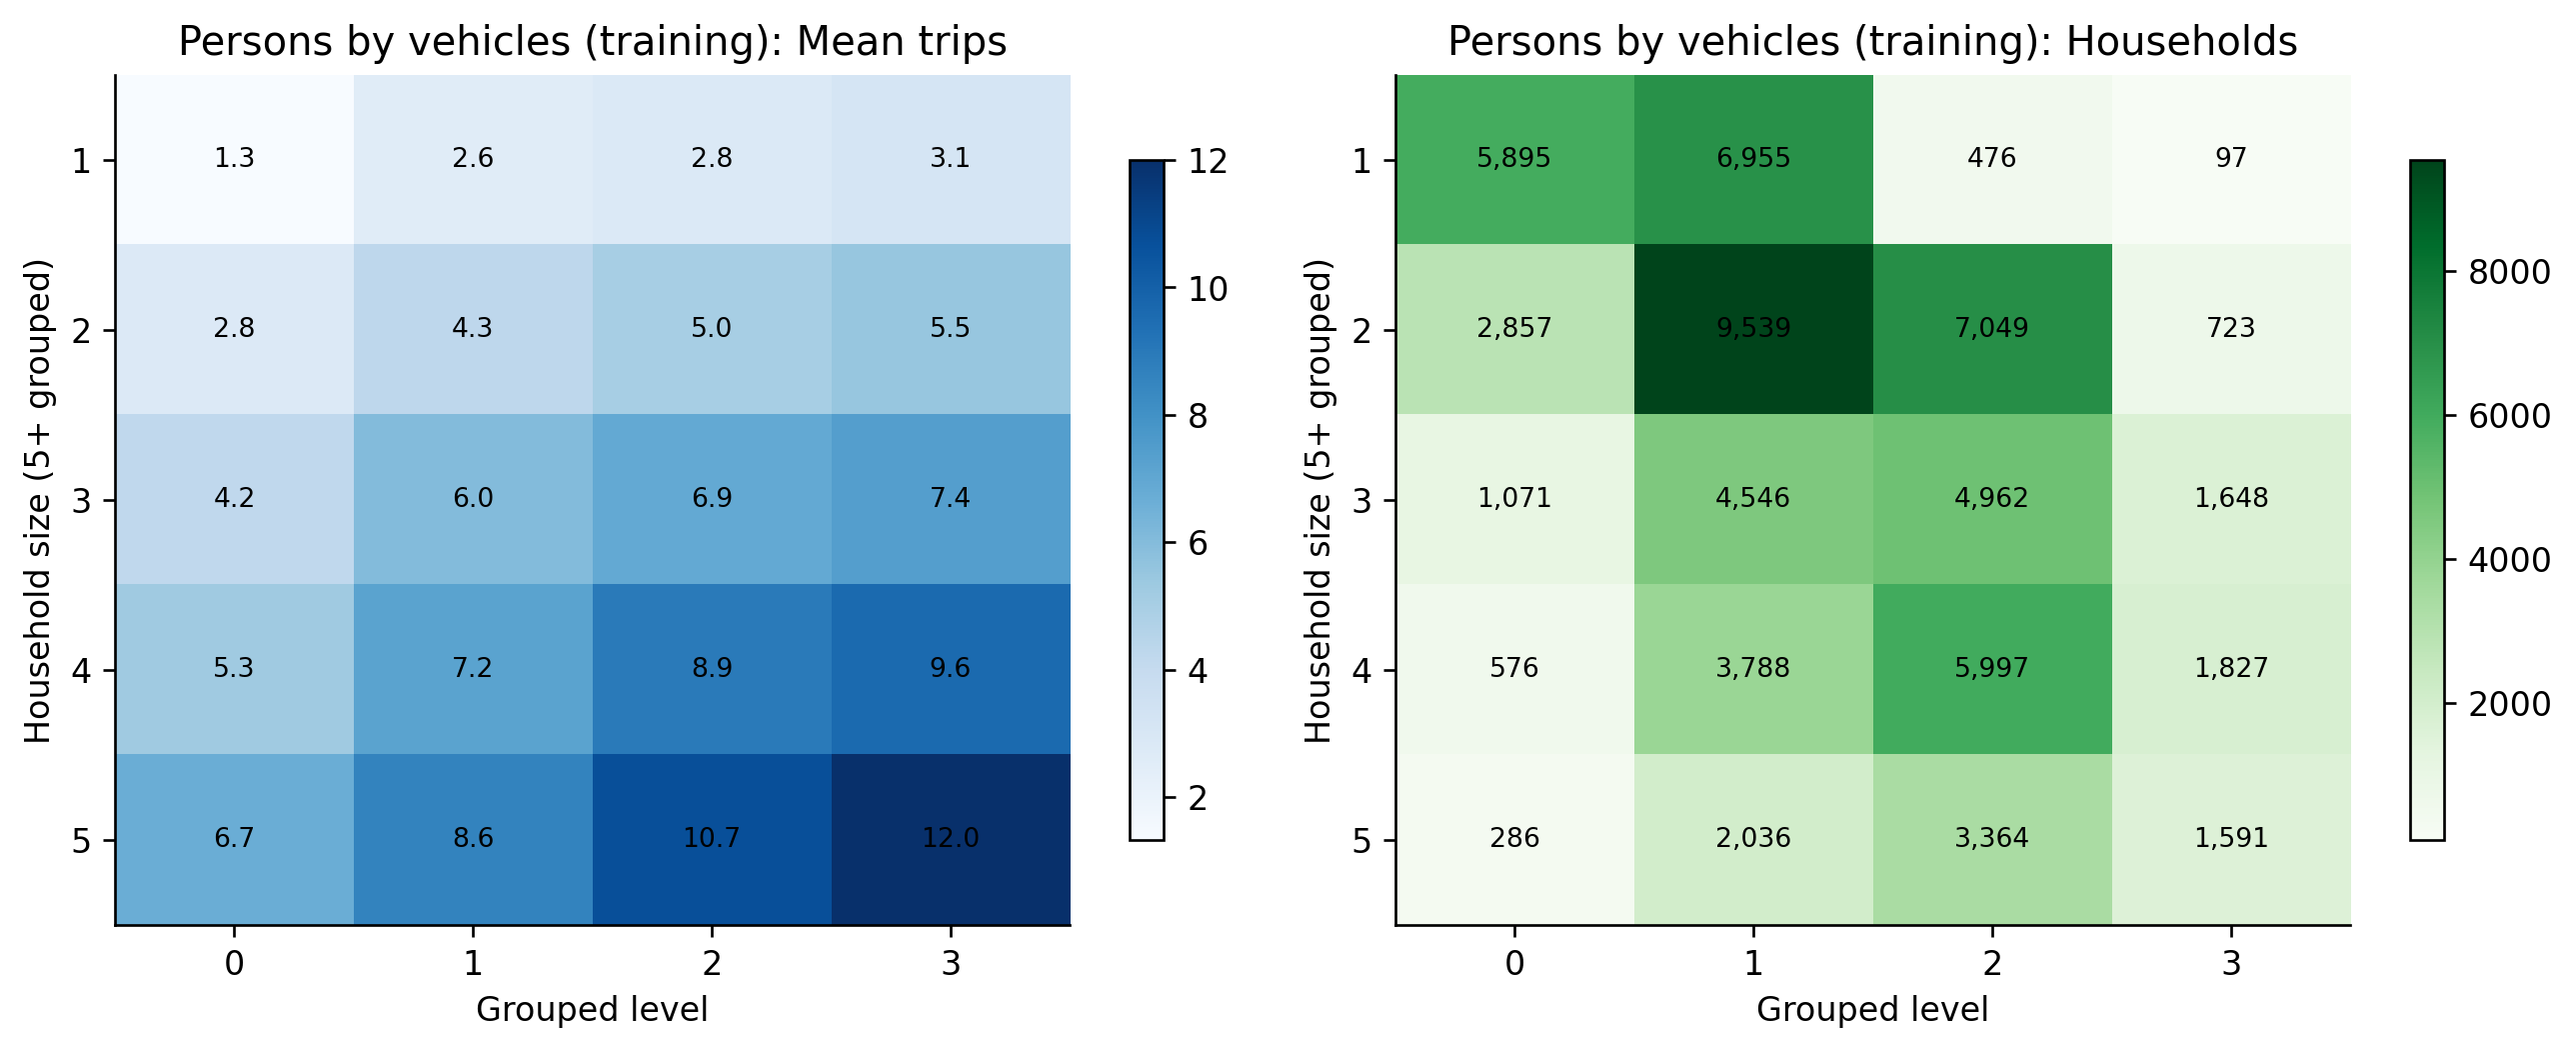 Persons by vehicles (training): Mean trips
Household size (5+ grouped)
1 1.3 2.6 2.8 3.1
2 2.8 4.3 5.0 5.5
3 4.2 6.0 6.9 7.4
4 5.3 7.2 8.9 9.6
5 6.7 8.6 10.7 12.0
0 1 2 3
Grouped level
12
10
8
6
4
2
Persons by vehicles (training): Households
Household size (5+ grouped)
1 5,895 6,955 476 97
2 2,857 9,539 7,049 723
3 1,071 4,546 4,962 1,648
4 576 3,788 5,997 1,827
5 286 2,036 3,364 1,591
0 1 2 3
Grouped level
8000
6000
4000
2000